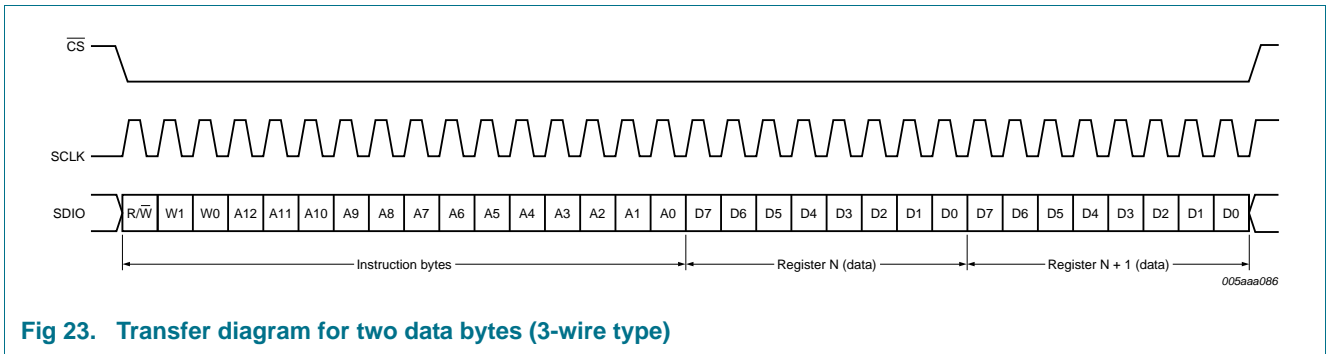 CS
SCLK
SDIO R/W W1 W0 A12 A11 A10 A9 A8 A7 A6 A5 A4 A3 A2 A1 A0 D7 D6 D5 D4 D3 D2 D1 D0 D7 D6 D5 D4 D3 D2 D1 D0
Instruction bytes Register N (data) Register N + 1 (data)
005aaa086
Fig 23. Transfer diagram for two data bytes (3-wire type)